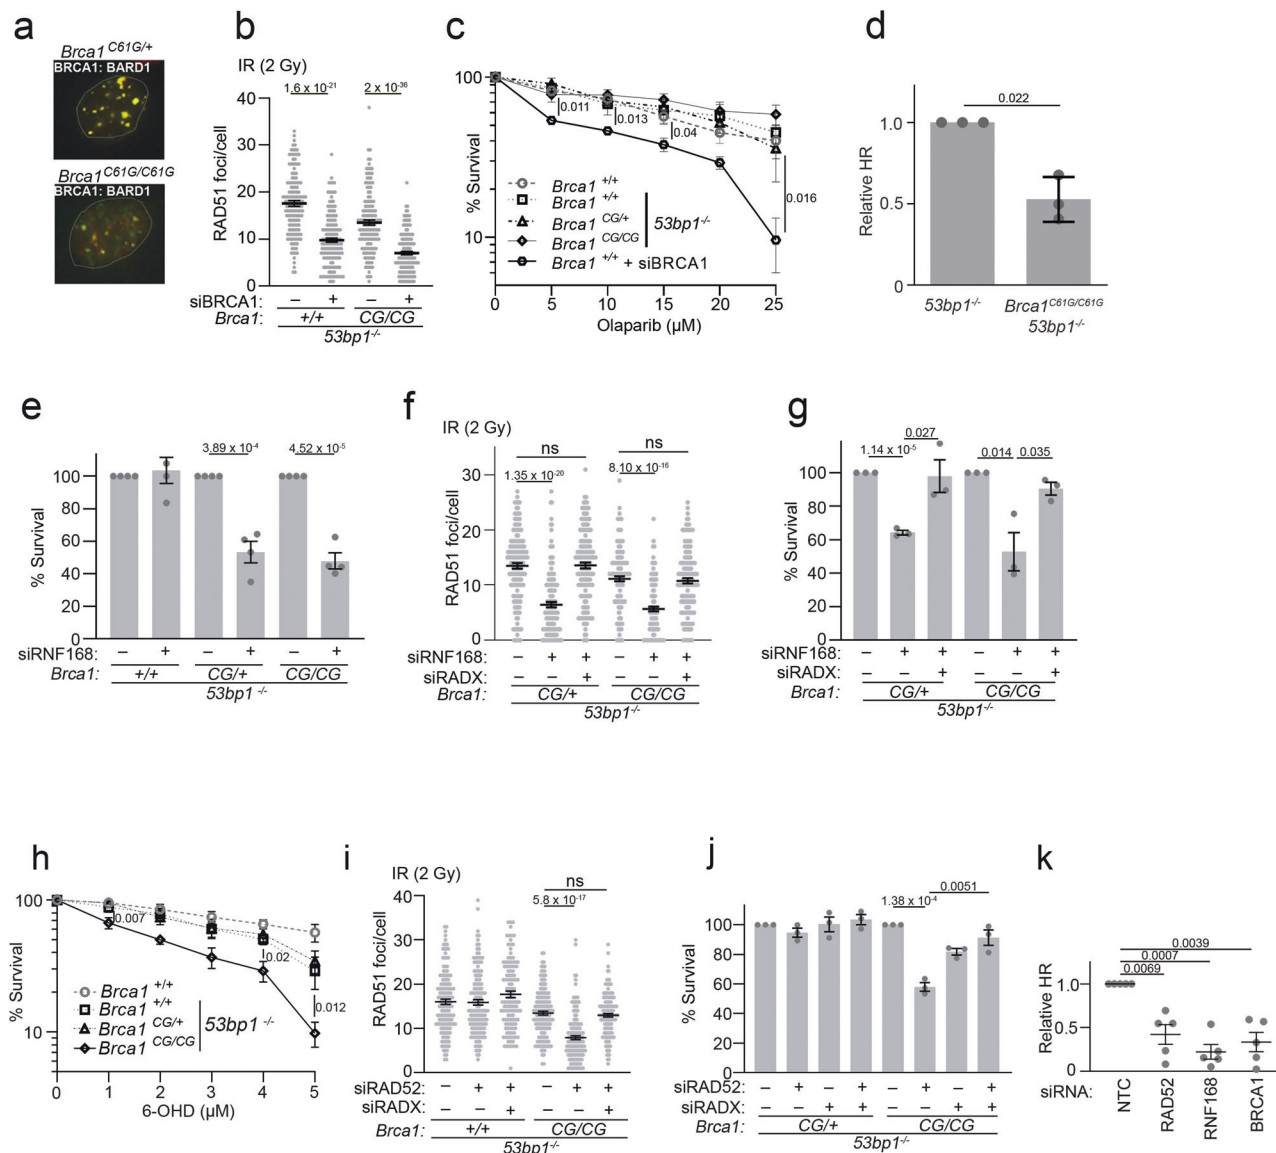 a
Brca1 C61G/+
BRCA1: BARD1
Brca1 C61G/C61G
BRCA1: BARD1
b
IR (2 Gy)
1.6 x 10-21
2 x 10-36
RAD51 foci/cell
40
30
20
10
0
siBRCA1: – + – +
Brca1: +/+ CG/CG
53bp1-/-
c
100%
10%
% Survival
0.011
0.013
0.04
0.016
Brca1 +/+
Brca1 +/+
Brca1 CG/+
Brca1 CG/CG
53bp1-/-
Brca1 +/+ + siBRCA1
0 5 10 15 20 25
Olaparib (µM)
d
0.022
Relative HR
1.0
0.5
0
53bp1-/-
Brca1C61G/C61G
53bp1-/-
e
3.89 x 10-4
4.52 x 10-5
% Survival
100
80
60
40
20
0
siRNF168: – + – + – +
Brca1: +/+ CG/+ CG/CG
53bp1 -/-
f
IR (2 Gy)
ns
ns
1.35 x 10-20
8.10 x 10-16
RAD51 foci/cell
30
20
10
0
siRNF168: – + + – + +
siRADX: – – + – – +
Brca1: CG/+ CG/CG
53bp1-/-
g
0.027
1.14 x 10-5
0.014
0.035
% Survival
100
80
60
40
20
0
siRNF168: – + + – + +
siRADX: – – + – – +
Brca1: CG/+ CG/CG
53bp1-/-
h
100
10
% Survival
0.007
0.02
0.012
Brca1 +/+
Brca1 +/+
Brca1 CG/+
Brca1 CG/CG
53bp1 -/-
0 1 2 3 4 5
6-OHD (µM)
i
IR (2 Gy)
ns
5.8 x 10-17
RAD51 foci/cell
40
30
20
10
0
siRAD52: – + + – + +
siRADX: – – + – – +
Brca1: +/+ CG/CG
53bp1-/-
j
0.0051
1.38 x 10-4
% Survival
100
80
60
40
20
0
siRAD52: – + – + – + – +
siRADX: – – + + – – + +
Brca1: CG/+ CG/CG
53bp1-/-
k
0.0039
0.0007
0.0069
Relative HR
1.0
0.5
0
siRNA:
NTC
RAD52
RNF168
BRCA1